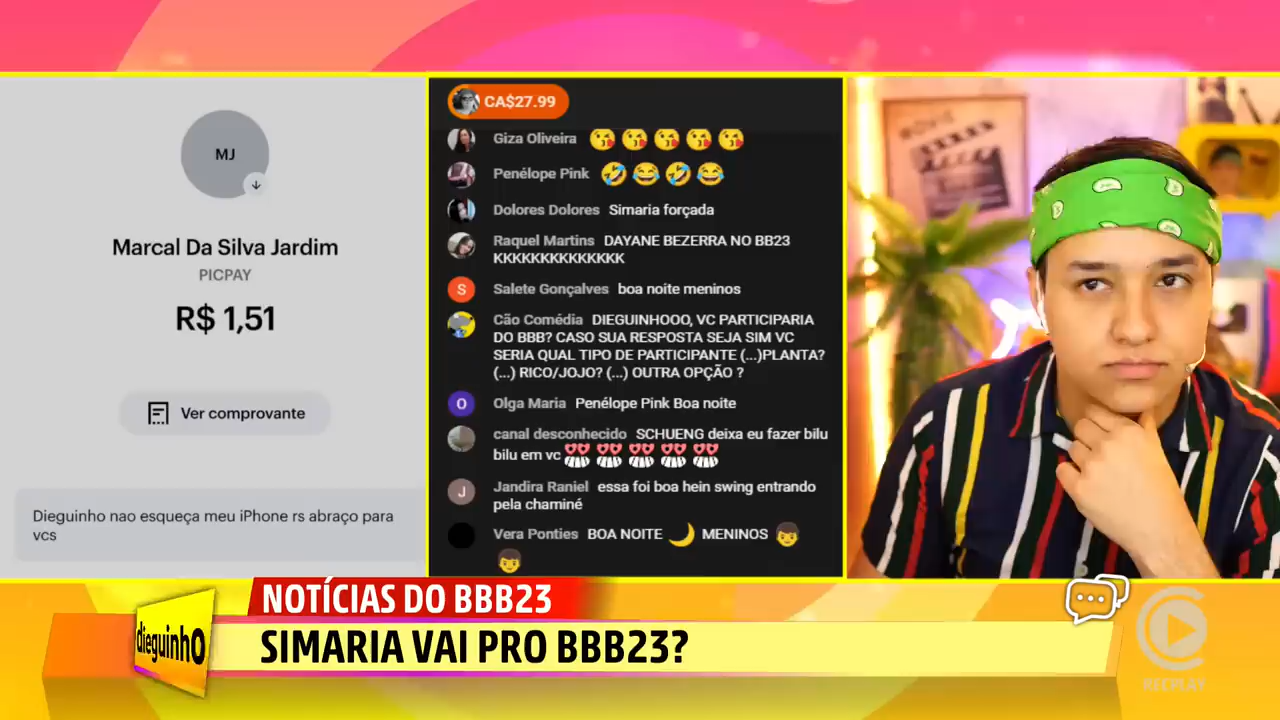 MJ
Marcal Da Silva Jardim
PICPAY
R$ 1,51
Ver comprovante
Dieguinho nao esqueça meu iPhone rs abraço para
vcs
CA$27.99
Giza Oliveira
Penélope Pink
Dolores Dolores Simaria forçada
Raquel Martins DAYANE BEZERRA NO BB23
KKKKKKKKKKKKK
S Salete Gonçalves boa noite meninos
Cão Comédia DIEGUINHOOO, VC PARTICIPARIA
DO BBB? CASO SUA RESPOSTA SEJA SIM VC
SERIA QUAL TIPO DE PARTICIPANTE (...)PLANTA?
(...) RICO/JOJO? (...) OUTRA OPÇÃO ?
O Olga Maria Penélope Pink Boa noite
canal desconhecido SCHUENG deixa eu fazer bilu
bilu em vc
J Jandira Raniel essa foi boa hein swing entrando
pela chaminé
Vera Ponties BOA NOITE MENINOS
MOVIE
NOTÍCIAS DO BBB23
dieguinho
SIMARIA VAI PRO BBB23?
REEPLAY